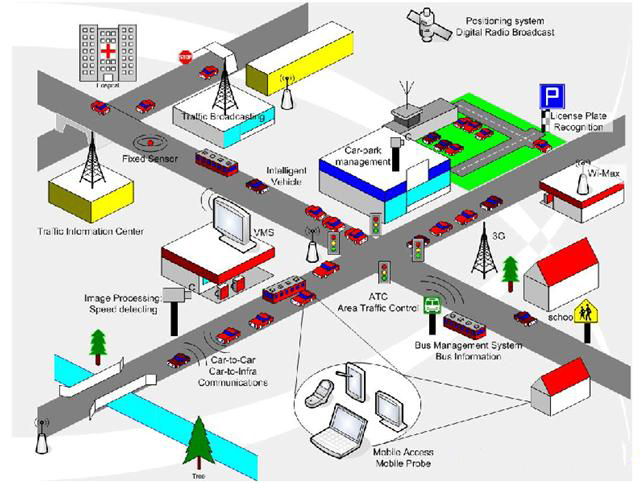 Positioning system
Digital Radio Broadcast
Hospital
STOP
Traffic Broadcasting
P
License Plate
Recognition
Fixed Sensor
Car-park
management
Intelligent
Vehicle
Wi-Max
Traffic Information Center
VMS
3G
Image Processing:
Speed detecting
ATC
Area Traffic Control
schoo
Bus Management System
Bus Information
Car-to-Car
Car-to-Infra
Communications
Mobile Access
Mobile Probe
Tree